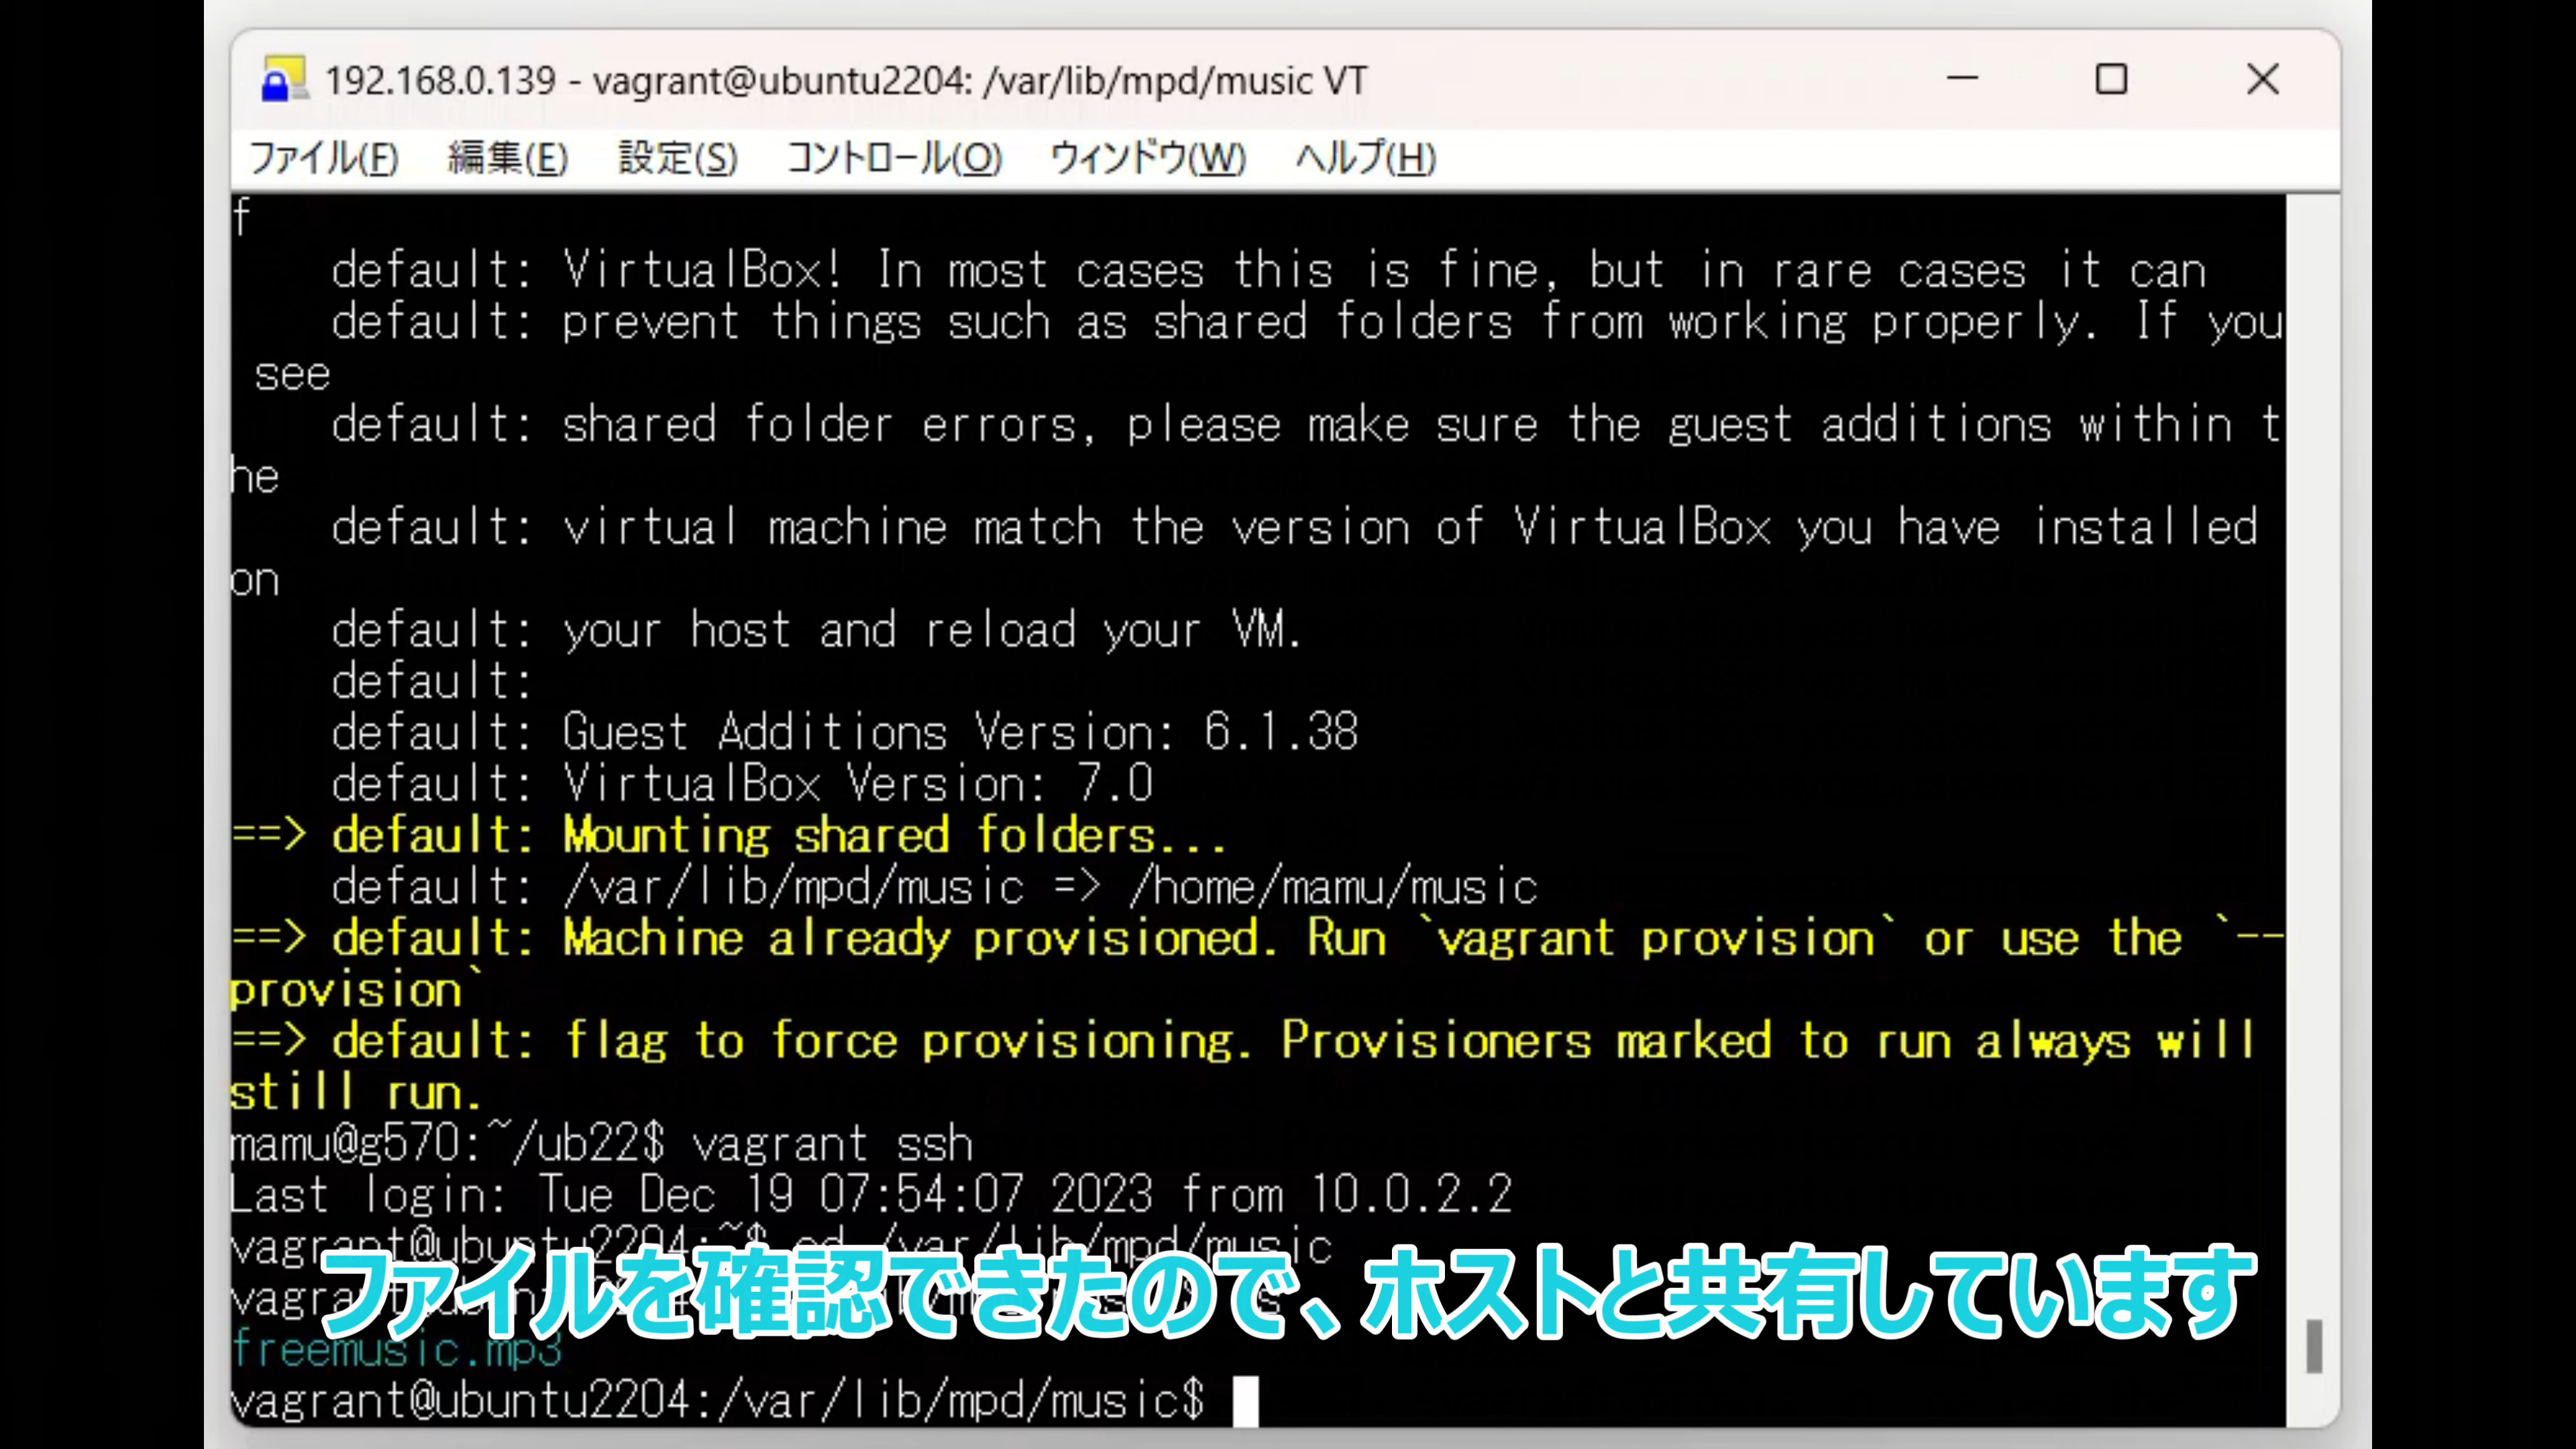 192.168.0.139 - vagrant@ubuntu2204: /var/lib/mpd/music VT
ファイル(F) 編集(E) 設定(S) コントロール(O) ウィンドウ(W) ヘルプ(H)
f
default: VirtualBox! In most cases this is fine, but in rare cases it can
default: prevent things such as shared folders from working properly. If you
see
default: shared folder errors, please make sure the guest additions within t
he
default: virtual machine match the version of VirtualBox you have installed
on
default: your host and reload your VM.
default:
default: Guest Additions Version: 6.1.38
default: VirtualBox Version: 7.0
==> default: Mounting shared folders...
default: /var/lib/mpd/music => /home/mamu/music
==> default: Machine already provisioned. Run `vagrant provision` or use the `--
provision`
==> default: flag to force provisioning. Provisioners marked to run always will
still run.
mamu@g570:~/ub22$ vagrant ssh
Last login: Tue Dec 19 07:54:07 2023 from 10.0.2.2
vagrant@ubuntu2204:~$ cd /var/lib/mpd/music
ファイルを確認できたので、ホストと共有しています
freemusic.mp3
vagrant@ubuntu2204:/var/lib/mpd/music$